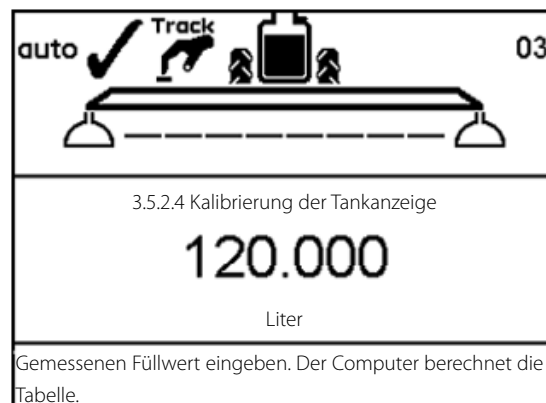 auto Track 03
3.5.2.4 Kalibrierung der Tankanzeige
120.000
Liter
Gemessenen Füllwert eingeben. Der Computer berechnet die
Tabelle.